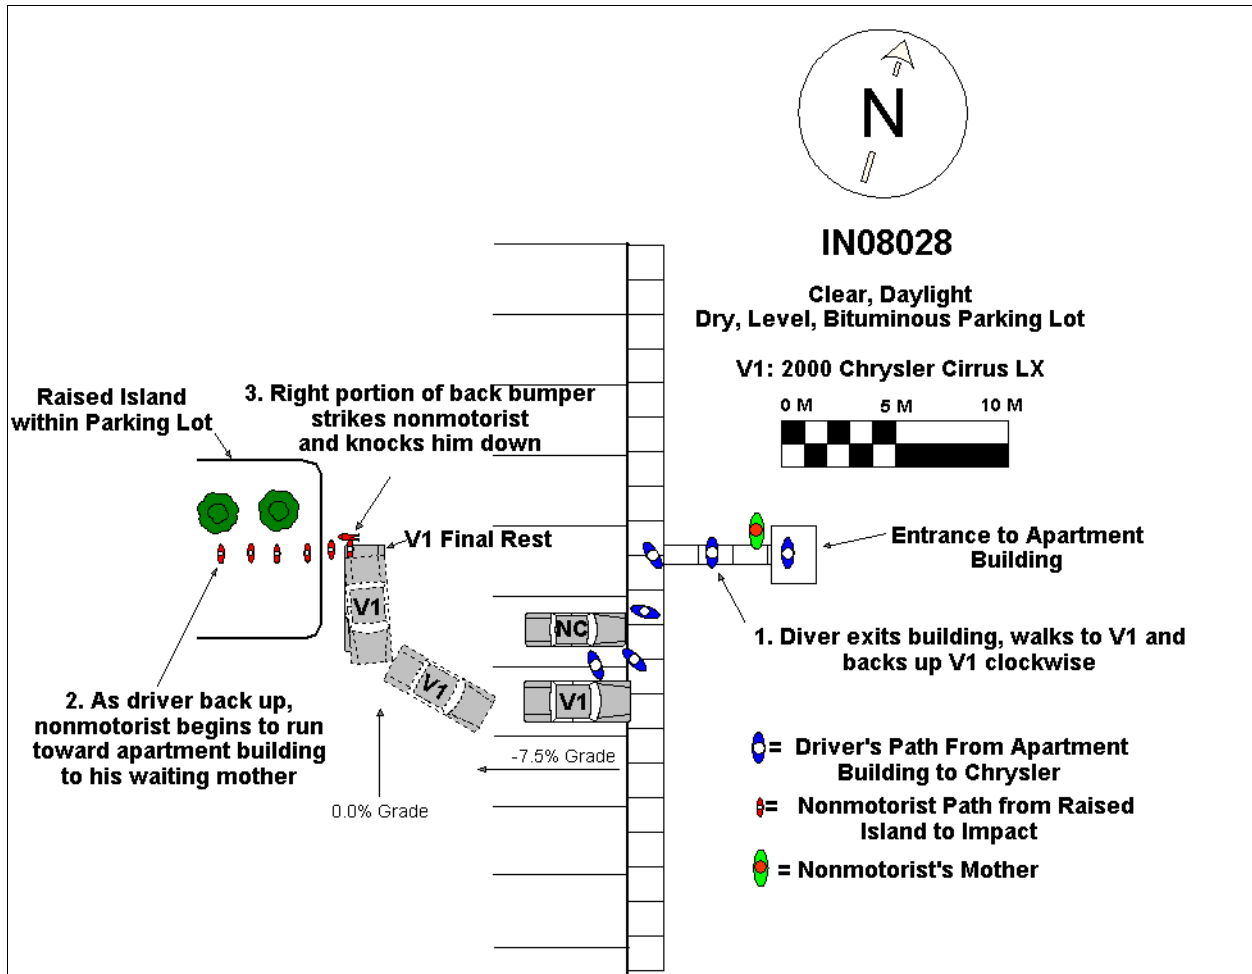 N
IN08028
Clear, Daylight
Dry, Level, Bituminous Parking Lot
V1: 2000 Chrysler Cirrus LX
0 M 5 M 10 M
Raised Island
within Parking Lot
3. Right portion of back bumper
strikes nonmotorist
and knocks him down
V1 Final Rest
Entrance to Apartment
Building
V1
NC
V1
V1
1. Diver exits building, walks to V1 and
backs up V1 clockwise
2. As driver back up,
nonmotorist begins to run
toward apartment building
to his waiting mother
-7.5% Grade
0.0% Grade
= Driver's Path From Apartment
Building to Chrysler
= Nonmotorist Path from Raised
Island to Impact
= Nonmotorist's Mother